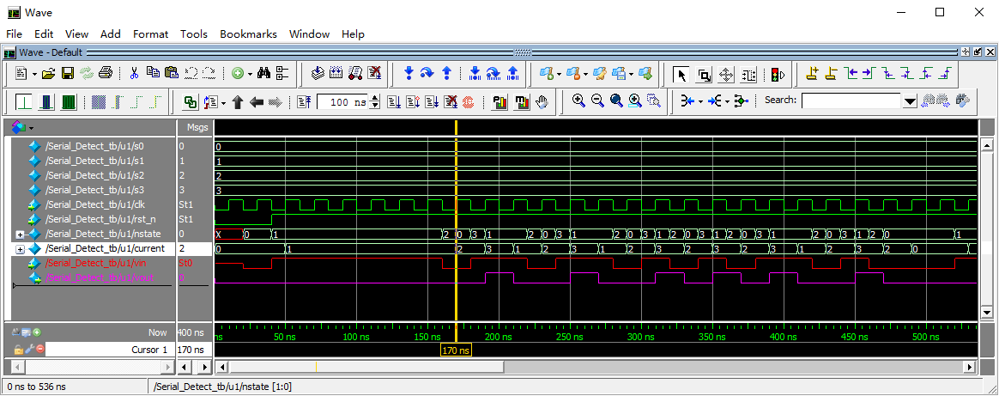 Wave
File Edit View Add Format Tools Bookmarks Window Help
Wave - Default
100 ns
Search:
Msgs
/Serial_Detect_tb/u1/s0 0 0
/Serial_Detect_tb/u1/s1 1 1
/Serial_Detect_tb/u1/s2 2 2
/Serial_Detect_tb/u1/s3 3 3
/Serial_Detect_tb/u1/clk St1
/Serial_Detect_tb/u1/rst_n St1
/Serial_Detect_tb/u1/nstate 0 X 0 1 2 0 3 1 2 0 3 1 2 0 3 1 2 0 3 1 2 0 3 1 2 0 3 1 2 0 1
/Serial_Detect_tb/u1/current 2 0 1 2 3 1 2 3 1 2 3 2 3 2 3 1 2 3 2 0
/Serial_Detect_tb/u1/vin St0
/Serial_Detect_tb/u1/vout 0
Now 400 ns ns 50 ns 100 ns 150 ns 200 ns 250 ns 300 ns 350 ns 400 ns 450 ns 500 ns
Cursor 1 170 ns 170 ns
0 ns to 536 ns /Serial_Detect_tb/u1/nstate [1:0]